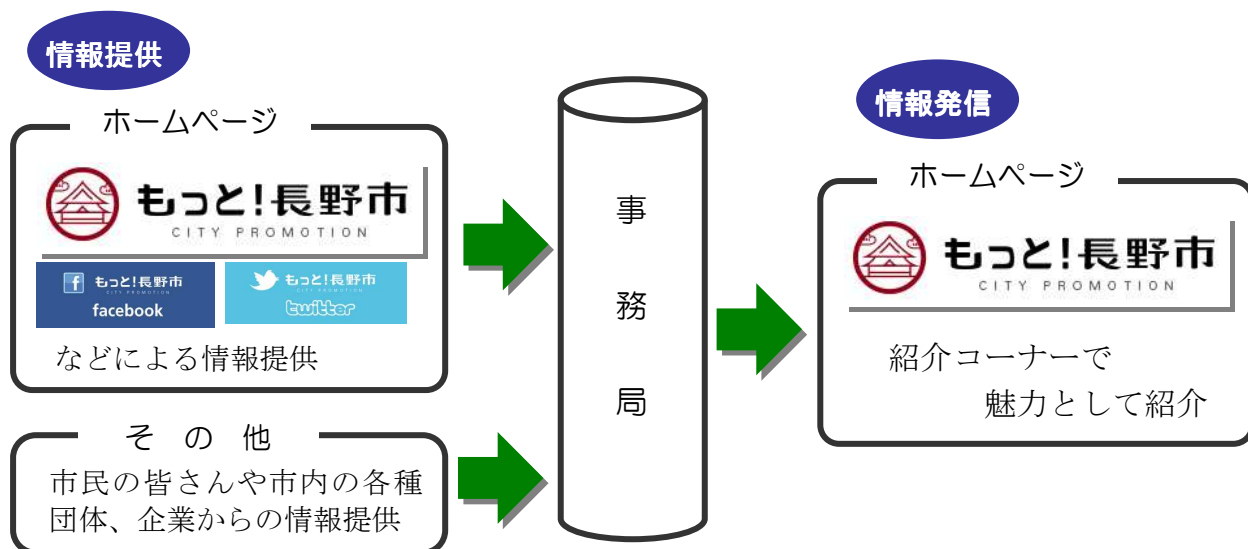 情報提供
ホームページ
もっと!長野市
CITY PROMOTION
f もっと!長野市
CITY PROMOTION
facebook
もっと!長野市
CITY PROMOTION
twitter
などによる情報提供
その他
市民の皆さんや市内の各種
団体、企業からの情報提供
事
務
局
情報発信
ホームページ
もっと!長野市
CITY PROMOTION
紹介コーナーで
魅力として紹介